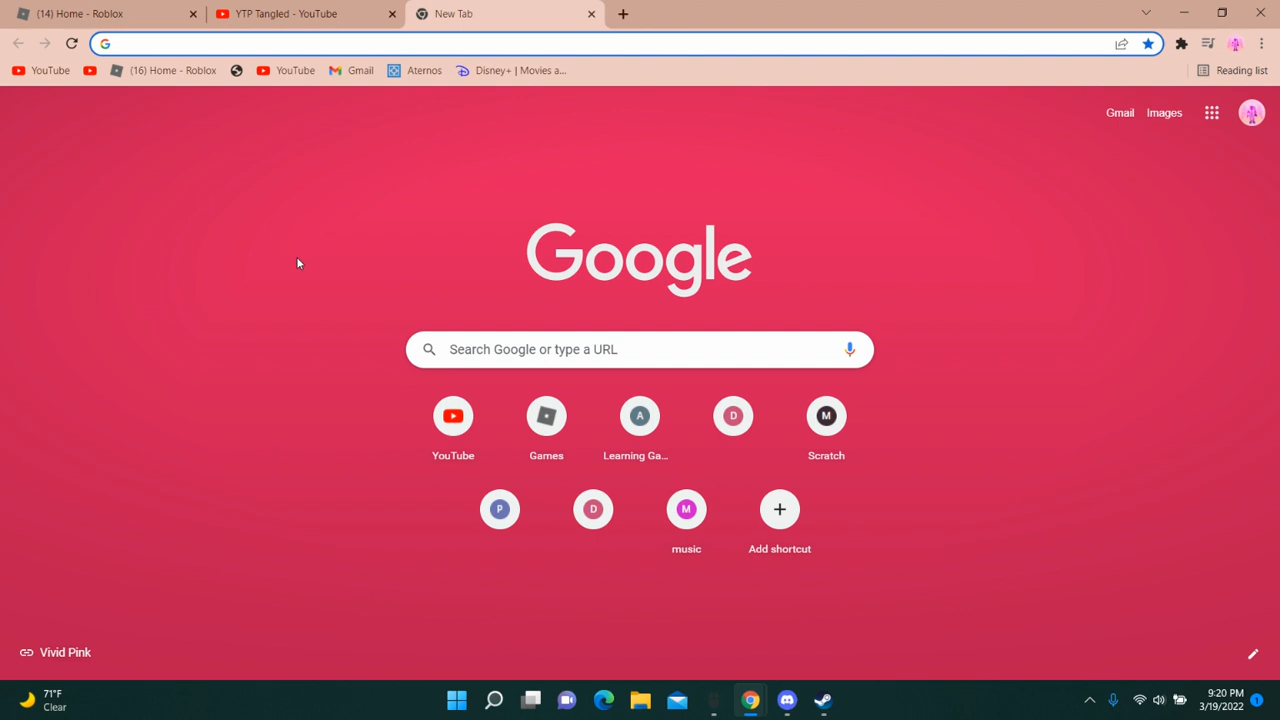 (14) Home - Roblox
YTP Tangled - YouTube
New Tab
YouTube
(16) Home - Roblox
YouTube
Gmail
Aternos
Disney+ | Movies a...
Reading list
Gmail
Images
Google
Search Google or type a URL
YouTube
Games
A
Learning Ga...
D
M
Scratch
P
D
M
music
Add shortcut
Vivid Pink
71°F
Clear
9:20 PM
3/19/2022
1